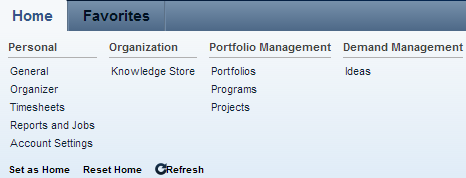 Home Favorites
Personal Organization Portfolio Management Demand Management
General Knowledge Store Portfolios Ideas
Organizer Programs
Timesheets Projects
Reports and Jobs
Account Settings
Set as Home Reset Home Refresh